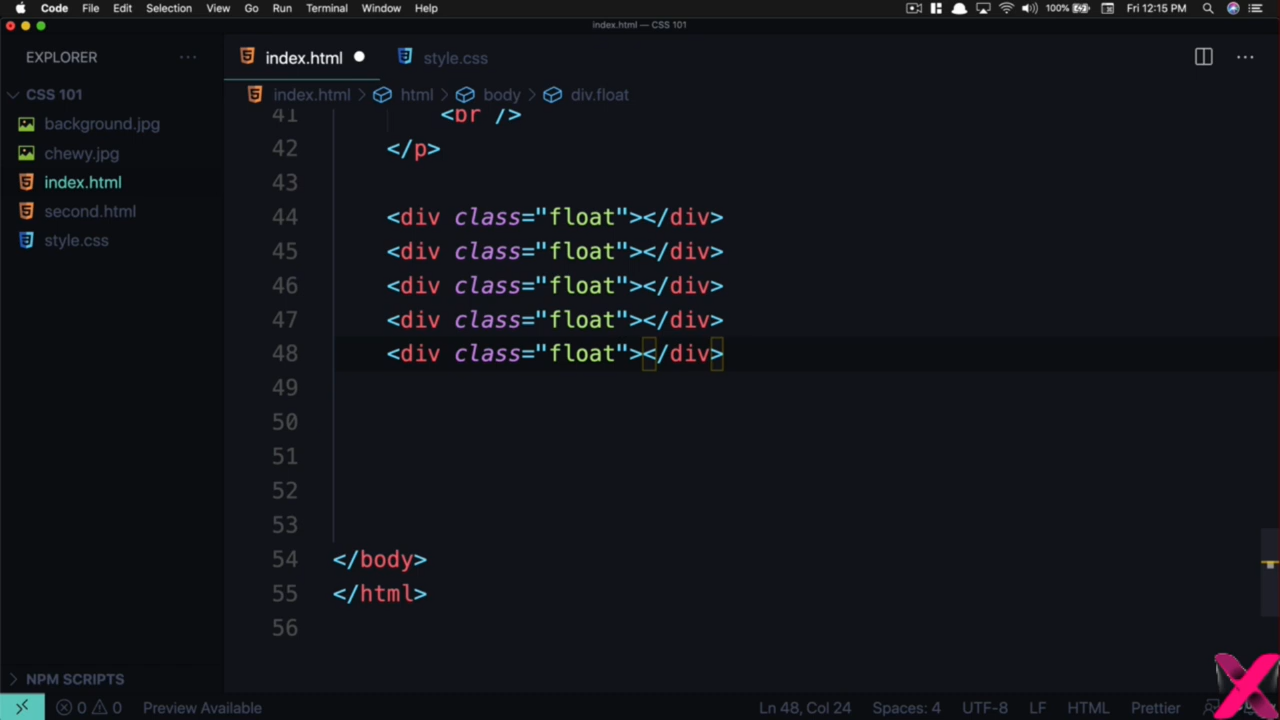 Code File Edit Selection View Go Run Terminal Window Help 100% Fri 12:15 PM
index.html — CSS 101
EXPLORER ··· index.html style.css ···
CSS 101
index.html > html > body > div.float
background.jpg
chewy.jpg
index.html
second.html
style.css
41 <br />
42 </p>
43
44 <div class="float"></div>
45 <div class="float"></div>
46 <div class="float"></div>
47 <div class="float"></div>
48 <div class="float"></div>
49
50
51
52
53
54 </body>
55 </html>
56
NPM SCRIPTS
0 0 Preview Available Ln 48, Col 24 Spaces: 4 UTF-8 LF HTML Prettier
X